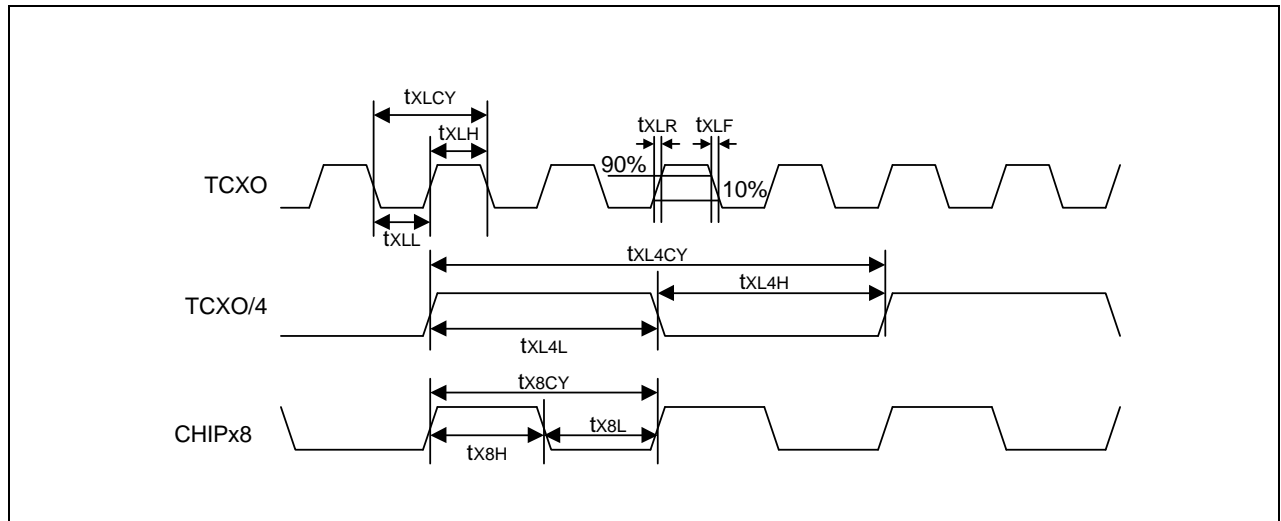 tXLCY
tXLH
tXLR tXLF
90%
TCXO
10%
tXLL
tXL4CY
tXL4H
TCXO/4
tXL4L
tX8CY
CHIPx8
tX8L
tX8H